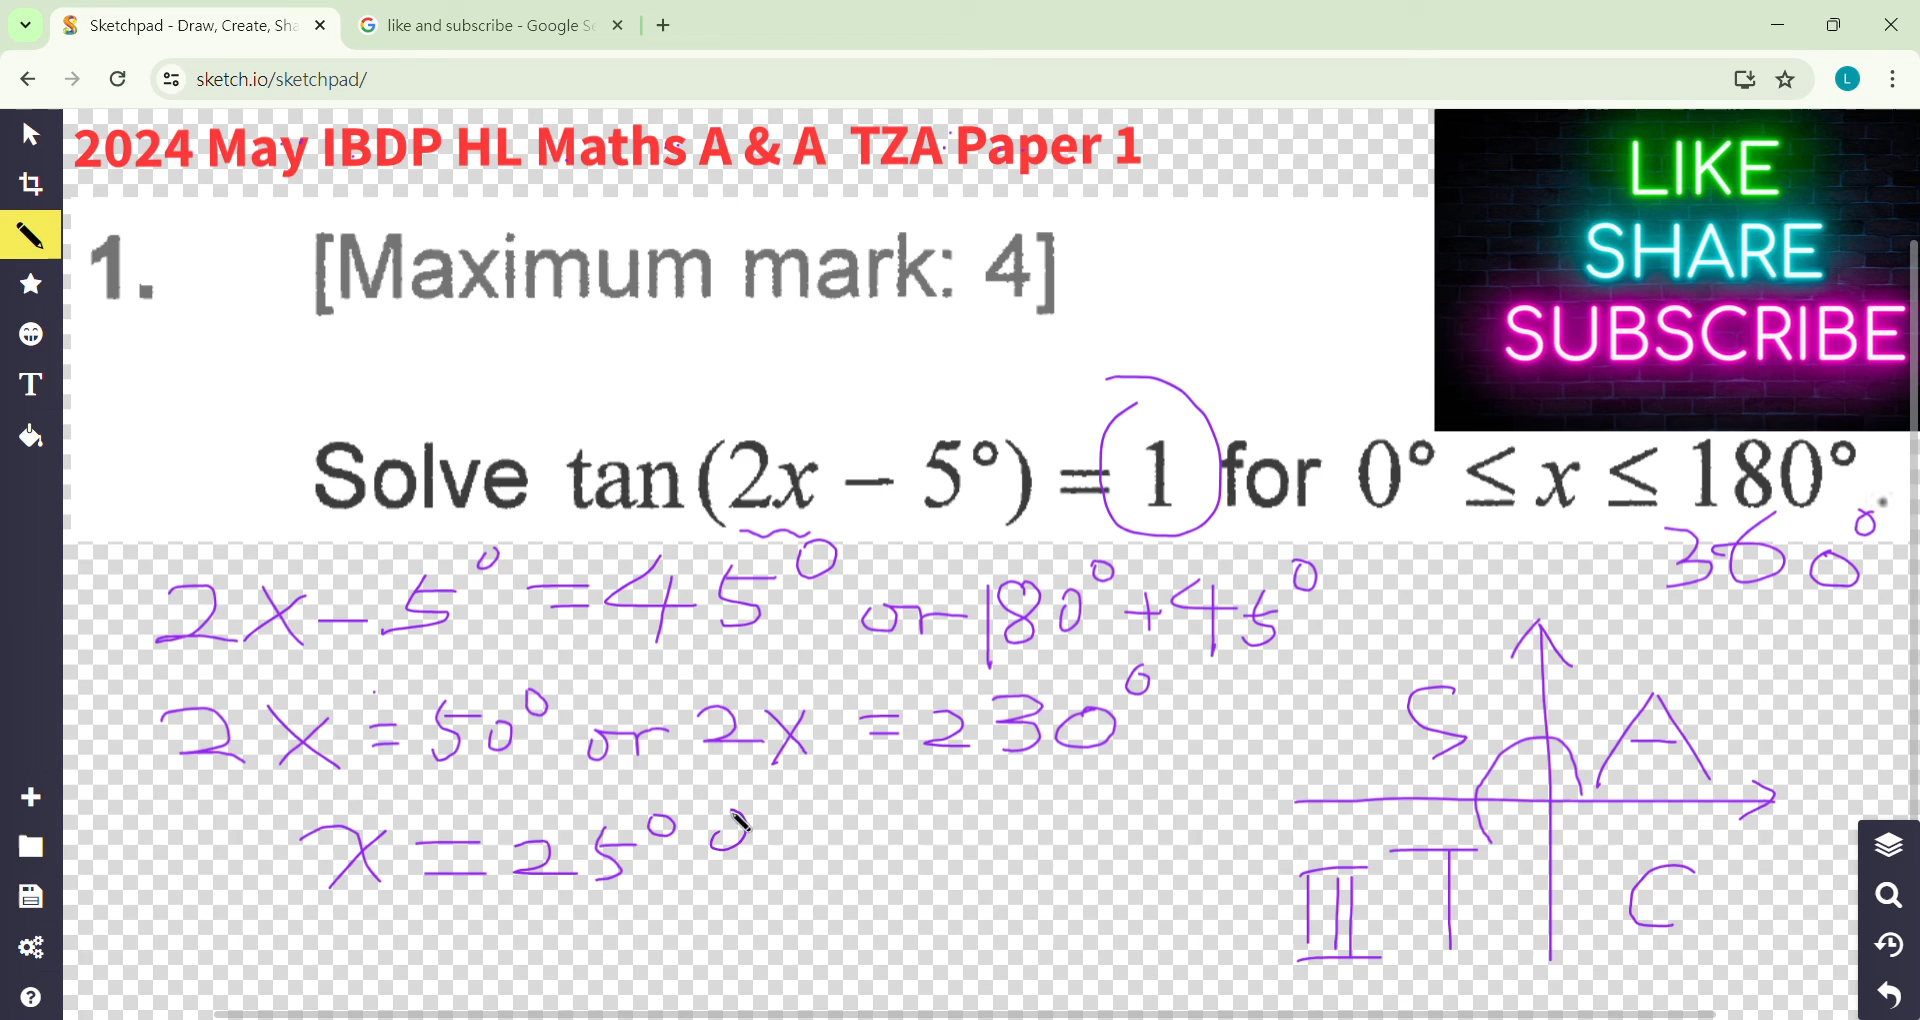 Sketchpad - Draw, Create, Sha
like and subscribe - Google Se
sketch.io/sketchpad/
L
2024 May IBDP HL Maths A & A TZA Paper 1
LIKE
SHARE
SUBSCRIBE
1. [Maximum mark: 4]
Solve tan(2x − 5°) = 1 for 0° ≤ x ≤ 180°.
360°
2x - 5° = 45° or 180° + 45°
2x = 50° or 2x = 230°
S A
x = 25° o
III T C